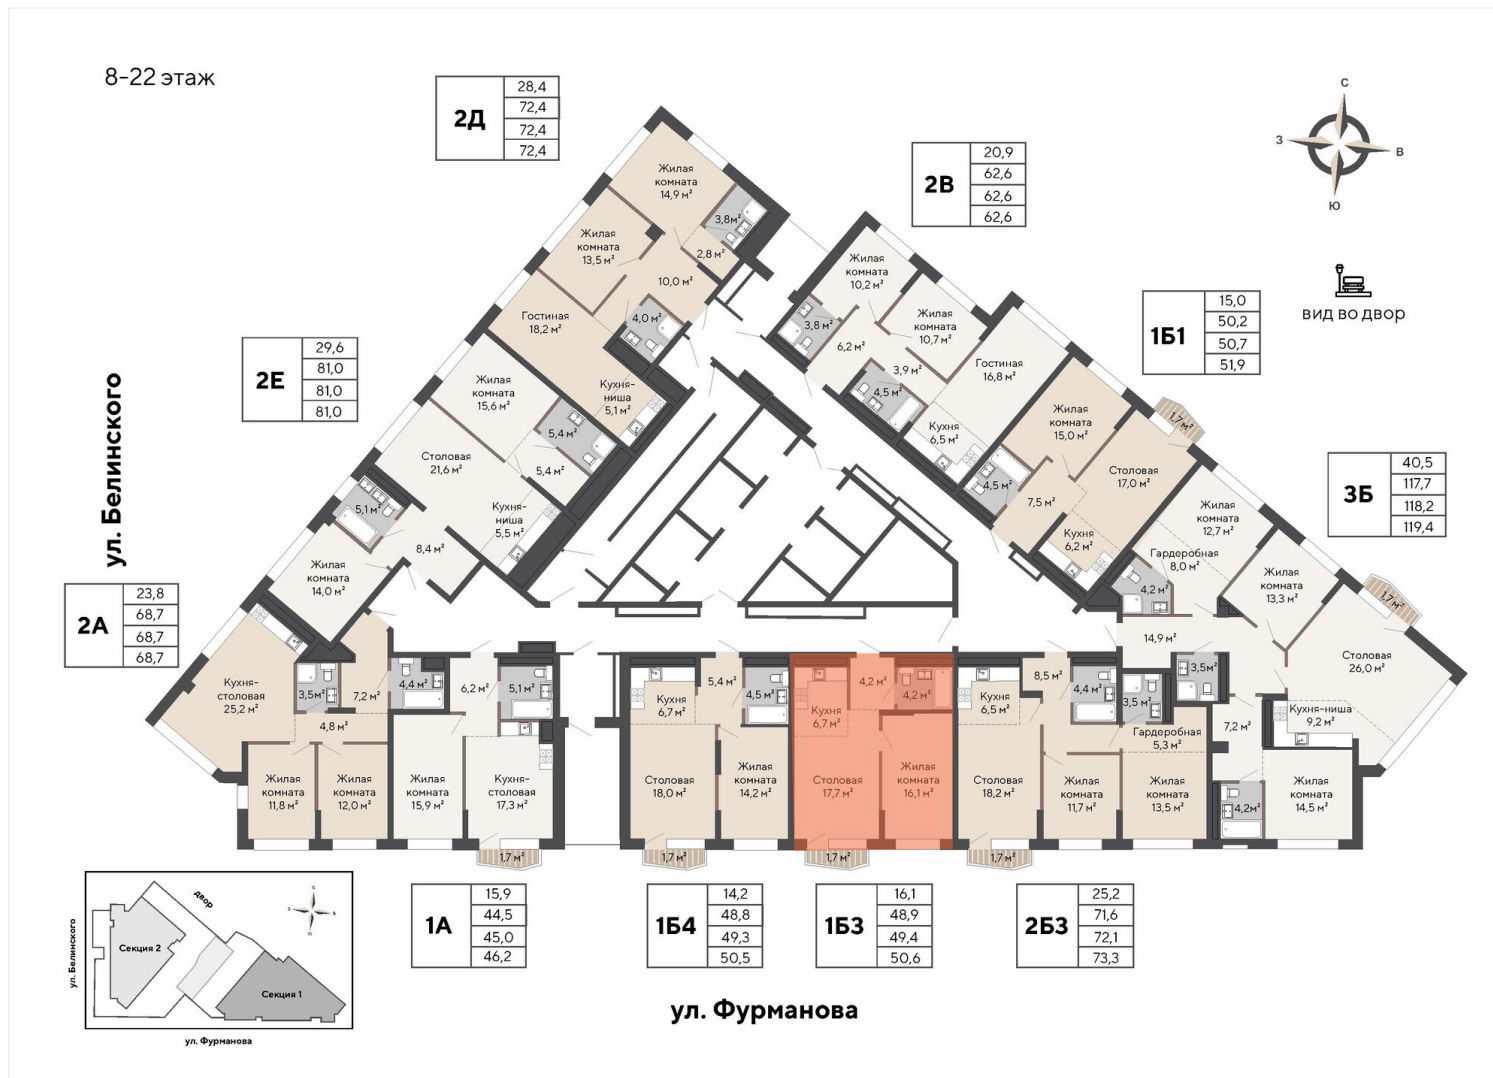 8-22 этаж
2Д
28,4
72,4
72,4
72,4
2В
20,9
62,6
62,6
62,6
С
З
В
Ю
вид во двор
1Б1
15,0
50,2
50,7
51,9
2Е
29,6
81,0
81,0
81,0
3Б
40,5
117,7
118,2
119,4
2А
23,8
68,7
68,7
68,7
ул. Белинского
Жилая
комната
14,9 м²
3,8м²
2,8 м²
Жилая
комната
13,5 м²
10,0 м²
4,0 м²
Гостиная
18,2 м²
Кухня-
ниша
5,1 м²
Жилая
комната
15,6 м²
5,4 м²
5,4 м²
Столовая
21,6 м²
Кухня-
ниша
5,5 м²
5,1 м²
8,4 м²
Жилая
комната
14,0 м²
Жилая
комната
10,2 м²
3,8 м²
6,2 м²
Жилая
комната
10,7 м²
3,9 м²
4,5 м²
Гостиная
16,8 м²
Кухня
6,5 м²
Жилая
комната
15,0 м²
1,7 м²
Столовая
17,0 м²
4,5 м²
7,5 м²
Кухня
6,2 м²
Жилая
комната
12,7 м²
Гардеробная
8,0 м²
4,2 м²
Жилая
комната
13,3 м²
1,7 м²
14,9 м²
3,5м²
Столовая
26,0 м²
Кухня-ниша
9,2 м²
7,2 м²
4,2м²
Жилая
комната
14,5 м²
Кухня-
столовая
25,2 м²
3,5м²
7,2 м²
4,8 м²
4,4 м²
Жилая
комната
11,8 м²
Жилая
комната
12,0 м²
6,2 м²
5,1 м²
Жилая
комната
15,9 м²
Кухня-
столовая
17,3 м²
1,7 м²
Кухня
6,7 м²
5,4 м²
4,5 м²
Столовая
18,0 м²
Жилая
комната
14,2 м²
1,7 м²
Кухня
6,7 м²
4,2 м²
4,2 м²
Столовая
17,7 м²
Жилая
комната
16,1 м²
1,7 м²
Кухня
6,5 м²
8,5 м²
4,4 м²
3,5м²
Гардеробная
5,3 м²
Столовая
18,2 м²
Жилая
комната
11,7 м²
Жилая
комната
13,5 м²
1,7 м²
1А
15,9
44,5
45,0
46,2
1Б4
14,2
48,8
49,3
50,5
1Б3
16,1
48,9
49,4
50,6
2Б3
25,2
71,6
72,1
73,3
ул. Фурманова
двор
Секция 2
Секция 1
ул. Белинского
ул. Фурманова